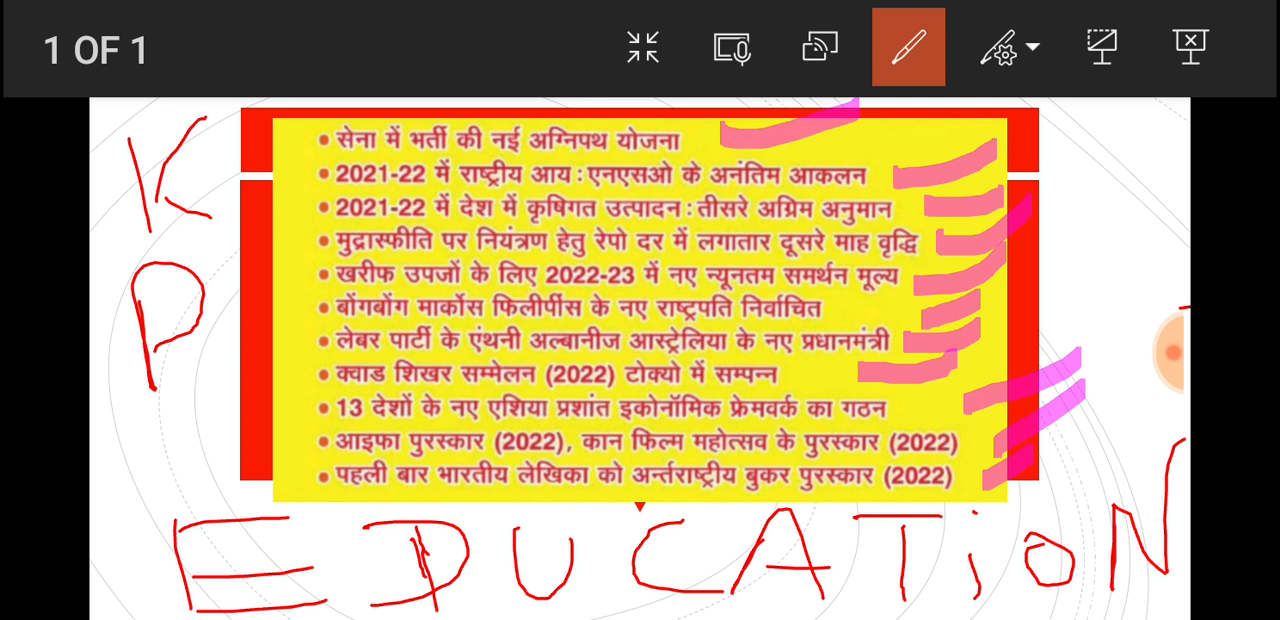 1 OF 1
K
P
• सेना में भर्ती की नई अग्निपथ योजना
• 2021-22 में राष्ट्रीय आय : एनएसओ के अनंतिम आकलन
• 2021-22 में देश में कृषिगत उत्पादन : तीसरे अग्रिम अनुमान
• मुद्रास्फीति पर नियंत्रण हेतु रेपो दर में लगातार दूसरे माह वृद्धि
• खरीफ उपजों के लिए 2022-23 में नए न्यूनतम समर्थन मूल्य
• बोंगबोंग मार्कोस फिलीपींस के नए राष्ट्रपति निर्वाचित
• लेबर पार्टी के एंथनी अल्बानीज आस्ट्रेलिया के नए प्रधानमंत्री
• क्वाड शिखर सम्मेलन (2022) टोक्यो में सम्पन्न
• 13 देशों के नए एशिया प्रशांत इकोनॉमिक फ्रेमवर्क का गठन
• आइफा पुरस्कार (2022), कान फिल्म महोत्सव के पुरस्कार (2022)
• पहली बार भारतीय लेखिका को अर्न्तराष्ट्रीय बुकर पुरस्कार (2022)
EDUCATiON